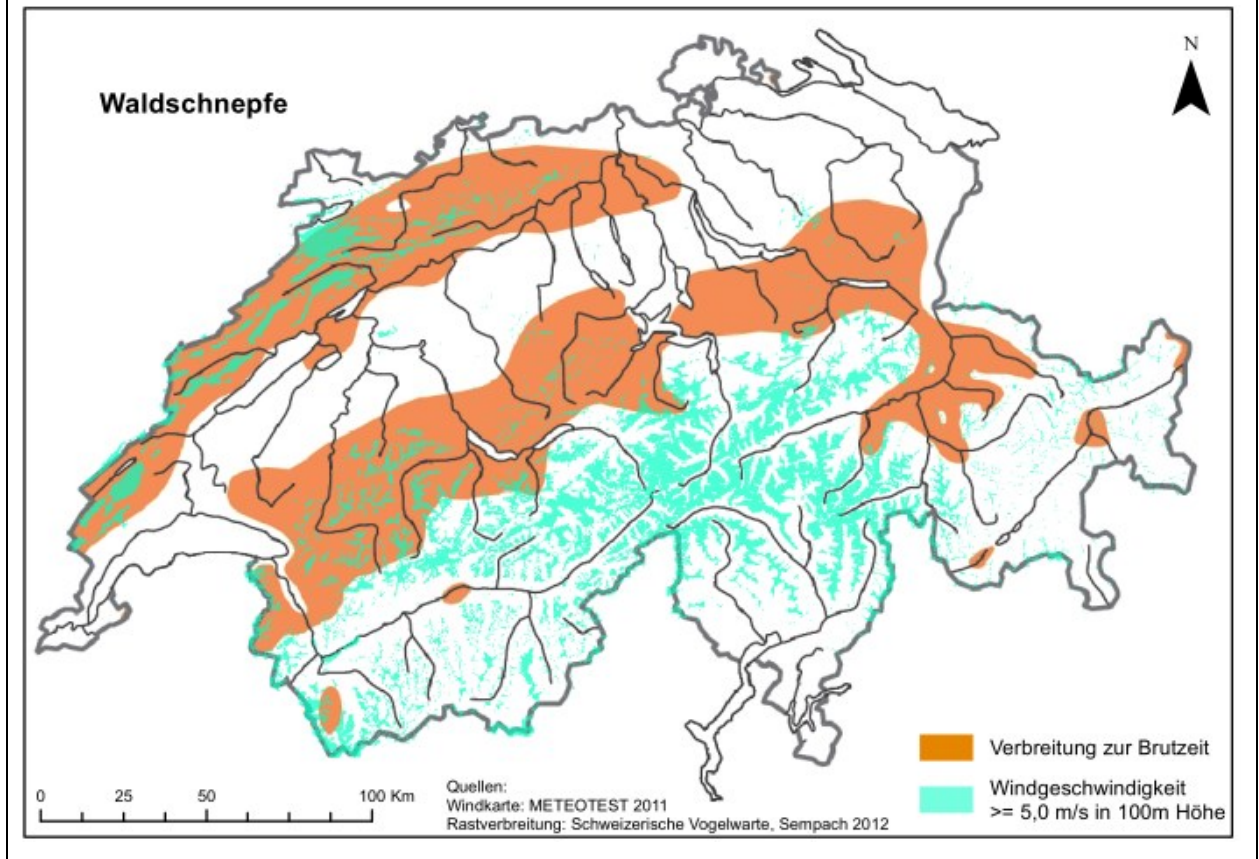 N
Waldschnepfe
Verbreitung zur Brutzeit
Windgeschwindigkeit
>= 5,0 m/s in 100m Höhe
0 25 50 100 Km
Quellen:
Windkarte: METEOTEST 2011
Rastverbreitung: Schweizerische Vogelwarte, Sempach 2012